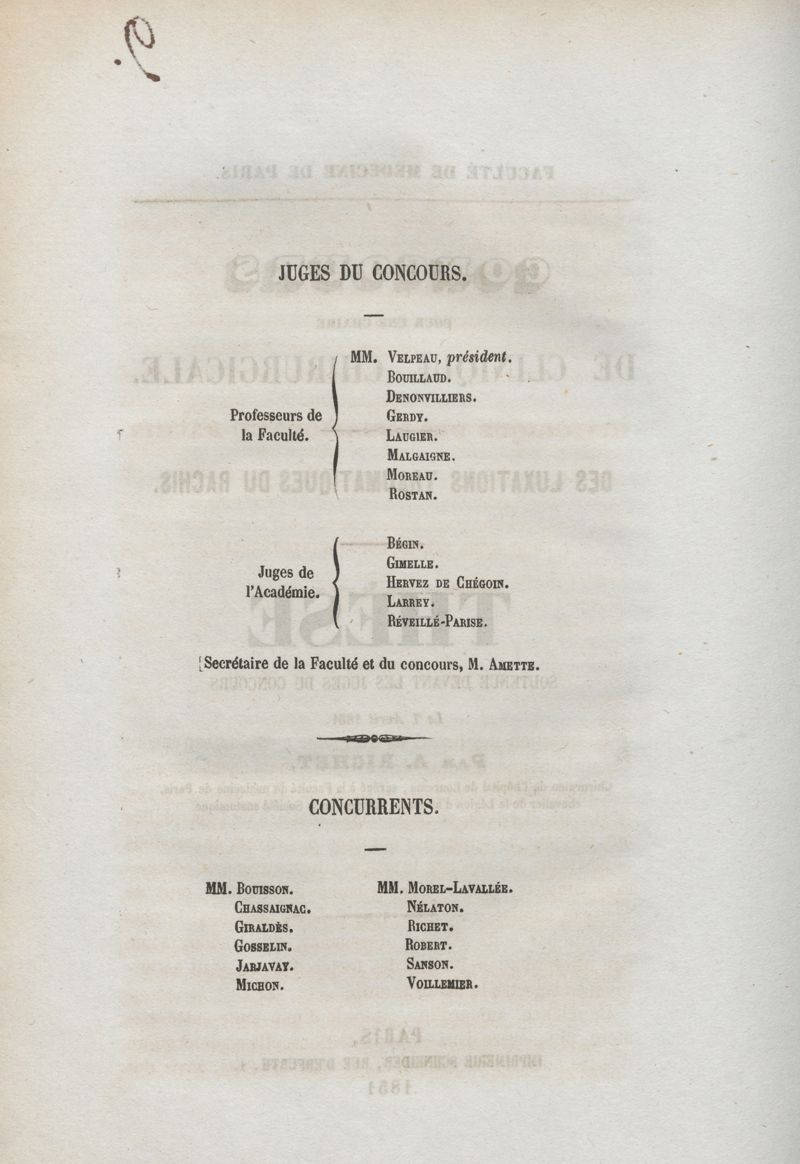 JUGES DU CONCOURS.
MM. VELPEAU, président.
BOUILLAUD.
DENONVILLIERS.
Professeurs de la Faculté.
GERDY.
LAUGIER.
MALGAIGNE.
MOREAU.
ROSTAN.
Juges de l'Académie.
BÉGIN.
GIMELLE.
HERVEZ DE CHÉGOIN.
LARREY.
RÉVEILLÉ-PARISE.
Secrétaire de la Faculté et du concours, M. AMETTE.
CONCURRENTS.
MM. BOUISSON.
CHASSAIGNAC.
GIRALDÈS.
GOSSELIN.
JARJAVAY.
MICHON.
MM. MOREL-LAVALLÉE.
NÉLATON.
RICHET.
ROBERT.
SANSON.
VOILLEMIER.